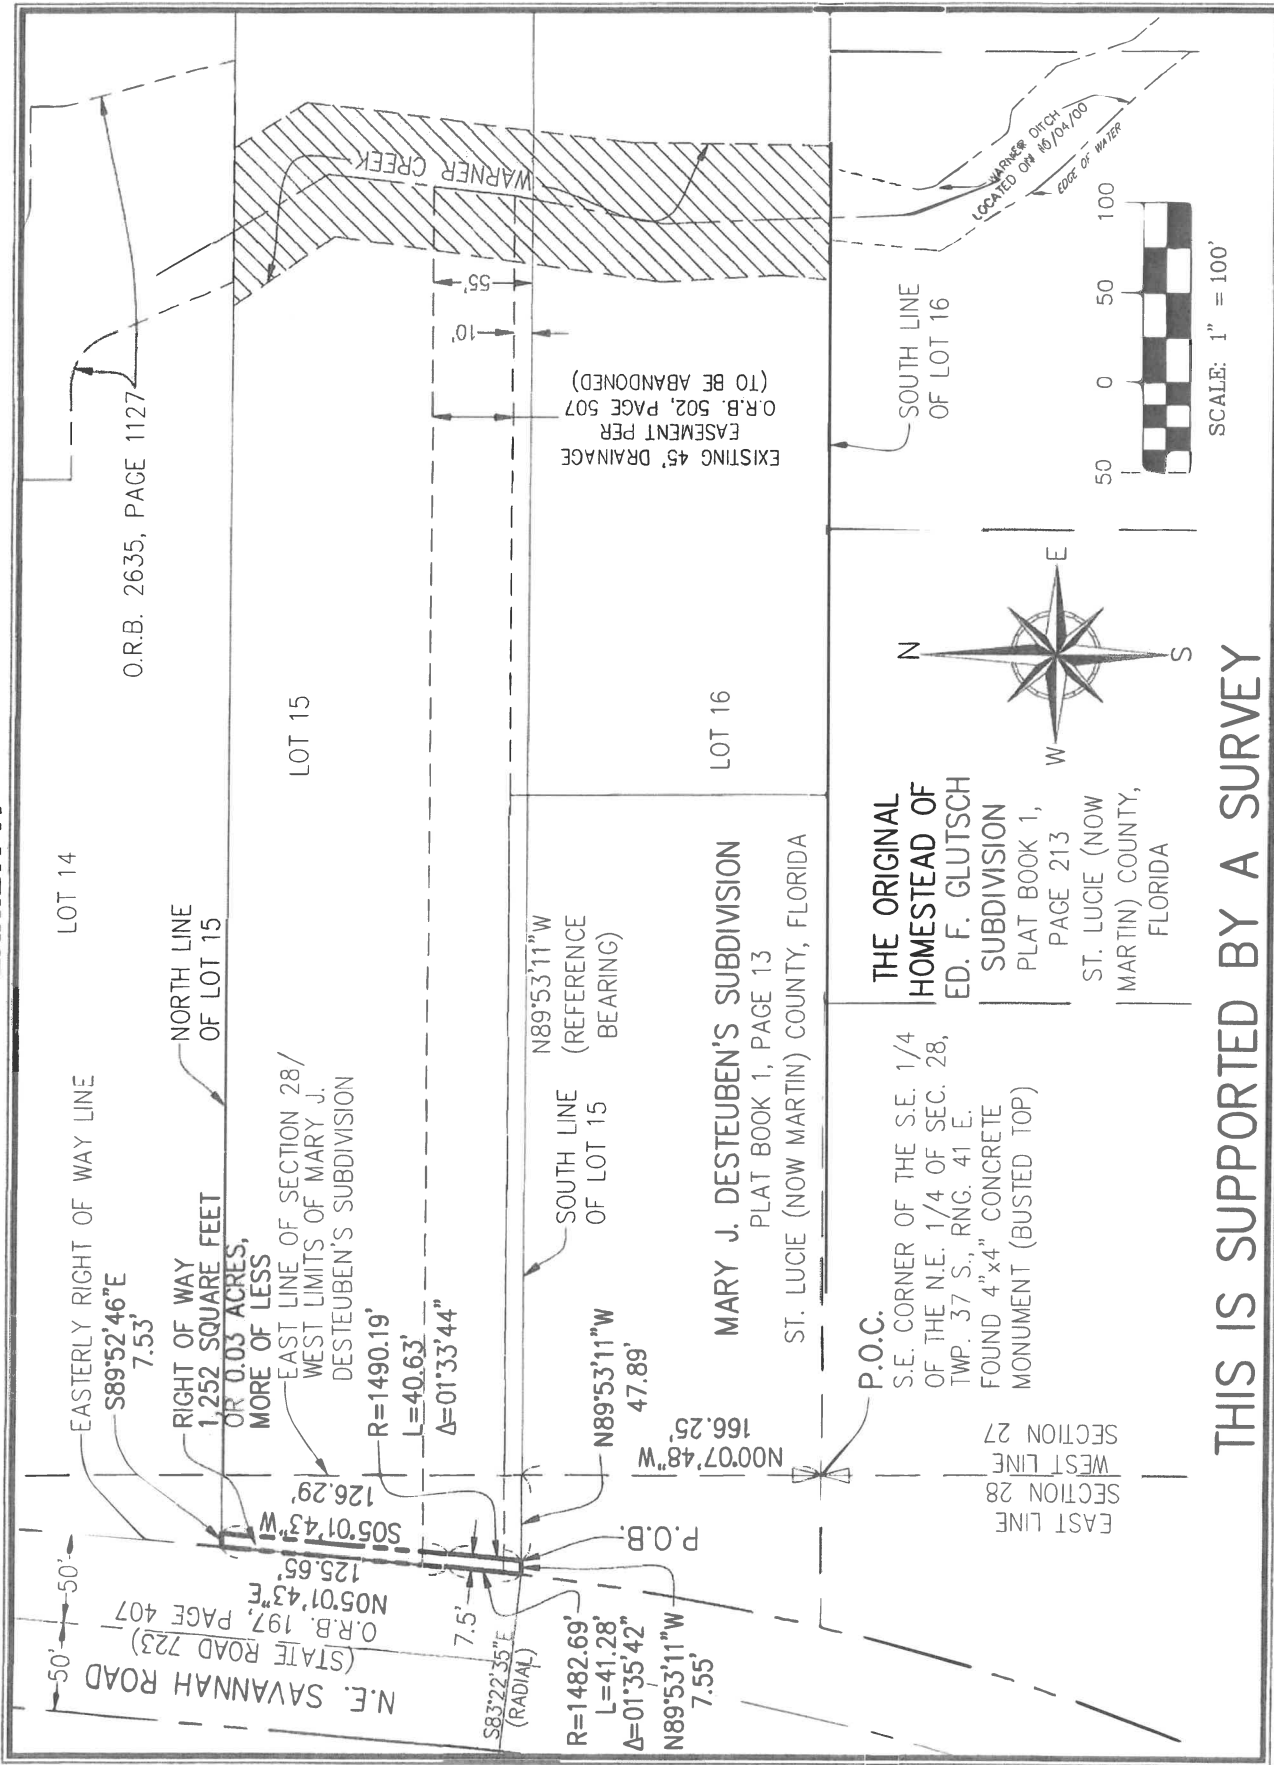 LOT 14
O.R.B. 2635, PAGE 1127
EASTERLY RIGHT OF WAY LINE
S89°52'46"E
7.53'
NORTH LINE
OF LOT 15
RIGHT OF WAY
1,252 SQUARE FEET
OR 0.03 ACRES,
MORE OF LESS
EAST LINE OF SECTION 28/
WEST LIMITS OF MARY J.
DESTEUBEN'S SUBDIVISION
LOT 15
WARNER CREEK
R=1490.19'
L=40.63'
Δ=01°33'44"
50'
50'
N.E. SAVANNAH ROAD
(STATE ROAD 723)
O.R.B. 197, PAGE 407
N05°01'43"E
125.65'
S05°01'43"W
126.29'
7.5'
55'
10'
EXISTING 45' DRAINAGE
EASEMENT PER
O.R.B. 502, PAGE 507
(TO BE ABANDONED)
S83°22'35"E
(RADIAL)
R=1482.69'
L=41.28'
Δ=01°35'42"
N89°53'11"W
7.55'
P.O.B.
N89°53'11"W
47.89'
SOUTH LINE
OF LOT 15
N89°53'11"W
(REFERENCE
BEARING)
N00°07'48"W
166.25'
LOT 16
MARY J. DESTEUBEN'S SUBDIVISION
PLAT BOOK 1, PAGE 13
ST. LUCIE (NOW MARTIN) COUNTY, FLORIDA
P.O.C.
S.E. CORNER OF THE S.E. 1/4
OF THE N.E. 1/4 OF SEC. 28,
TWP. 37 S., RNG. 41 E.
FOUND 4"x4" CONCRETE
MONUMENT (BUSTED TOP)
EAST LINE
SECTION 28
WEST LINE
SECTION 27
THE ORIGINAL
HOMESTEAD OF
ED. F. GLUTSCH
SUBDIVISION
PLAT BOOK 1,
PAGE 213
ST. LUCIE (NOW
MARTIN) COUNTY,
FLORIDA
N
W
E
S
SOUTH LINE
OF LOT 16
WARNER DITCH
LOCATED ON 10/04/00
EDGE OF WATER
50
0
50
100
SCALE: 1" = 100'
THIS IS SUPPORTED BY A SURVEY